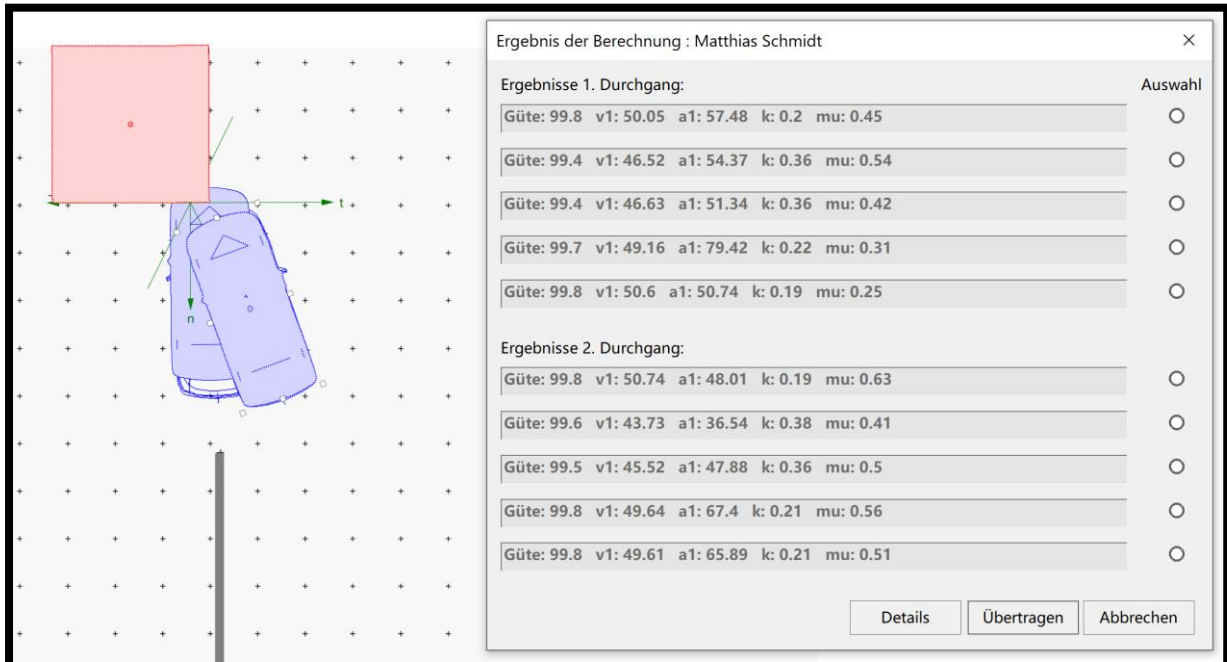 Ergebnis der Berechnung : Matthias Schmidt
Ergebnisse 1. Durchgang: Auswahl
Güte: 99.8 v1: 50.05 a1: 57.48 k: 0.2 mu: 0.45
Güte: 99.4 v1: 46.52 a1: 54.37 k: 0.36 mu: 0.54
Güte: 99.4 v1: 46.63 a1: 51.34 k: 0.36 mu: 0.42
Güte: 99.7 v1: 49.16 a1: 79.42 k: 0.22 mu: 0.31
Güte: 99.8 v1: 50.6 a1: 50.74 k: 0.19 mu: 0.25
Ergebnisse 2. Durchgang:
Güte: 99.8 v1: 50.74 a1: 48.01 k: 0.19 mu: 0.63
Güte: 99.6 v1: 43.73 a1: 36.54 k: 0.38 mu: 0.41
Güte: 99.5 v1: 45.52 a1: 47.88 k: 0.36 mu: 0.5
Güte: 99.8 v1: 49.64 a1: 67.4 k: 0.21 mu: 0.56
Güte: 99.8 v1: 49.61 a1: 65.89 k: 0.21 mu: 0.51
Details Übertragen Abbrechen
t
n